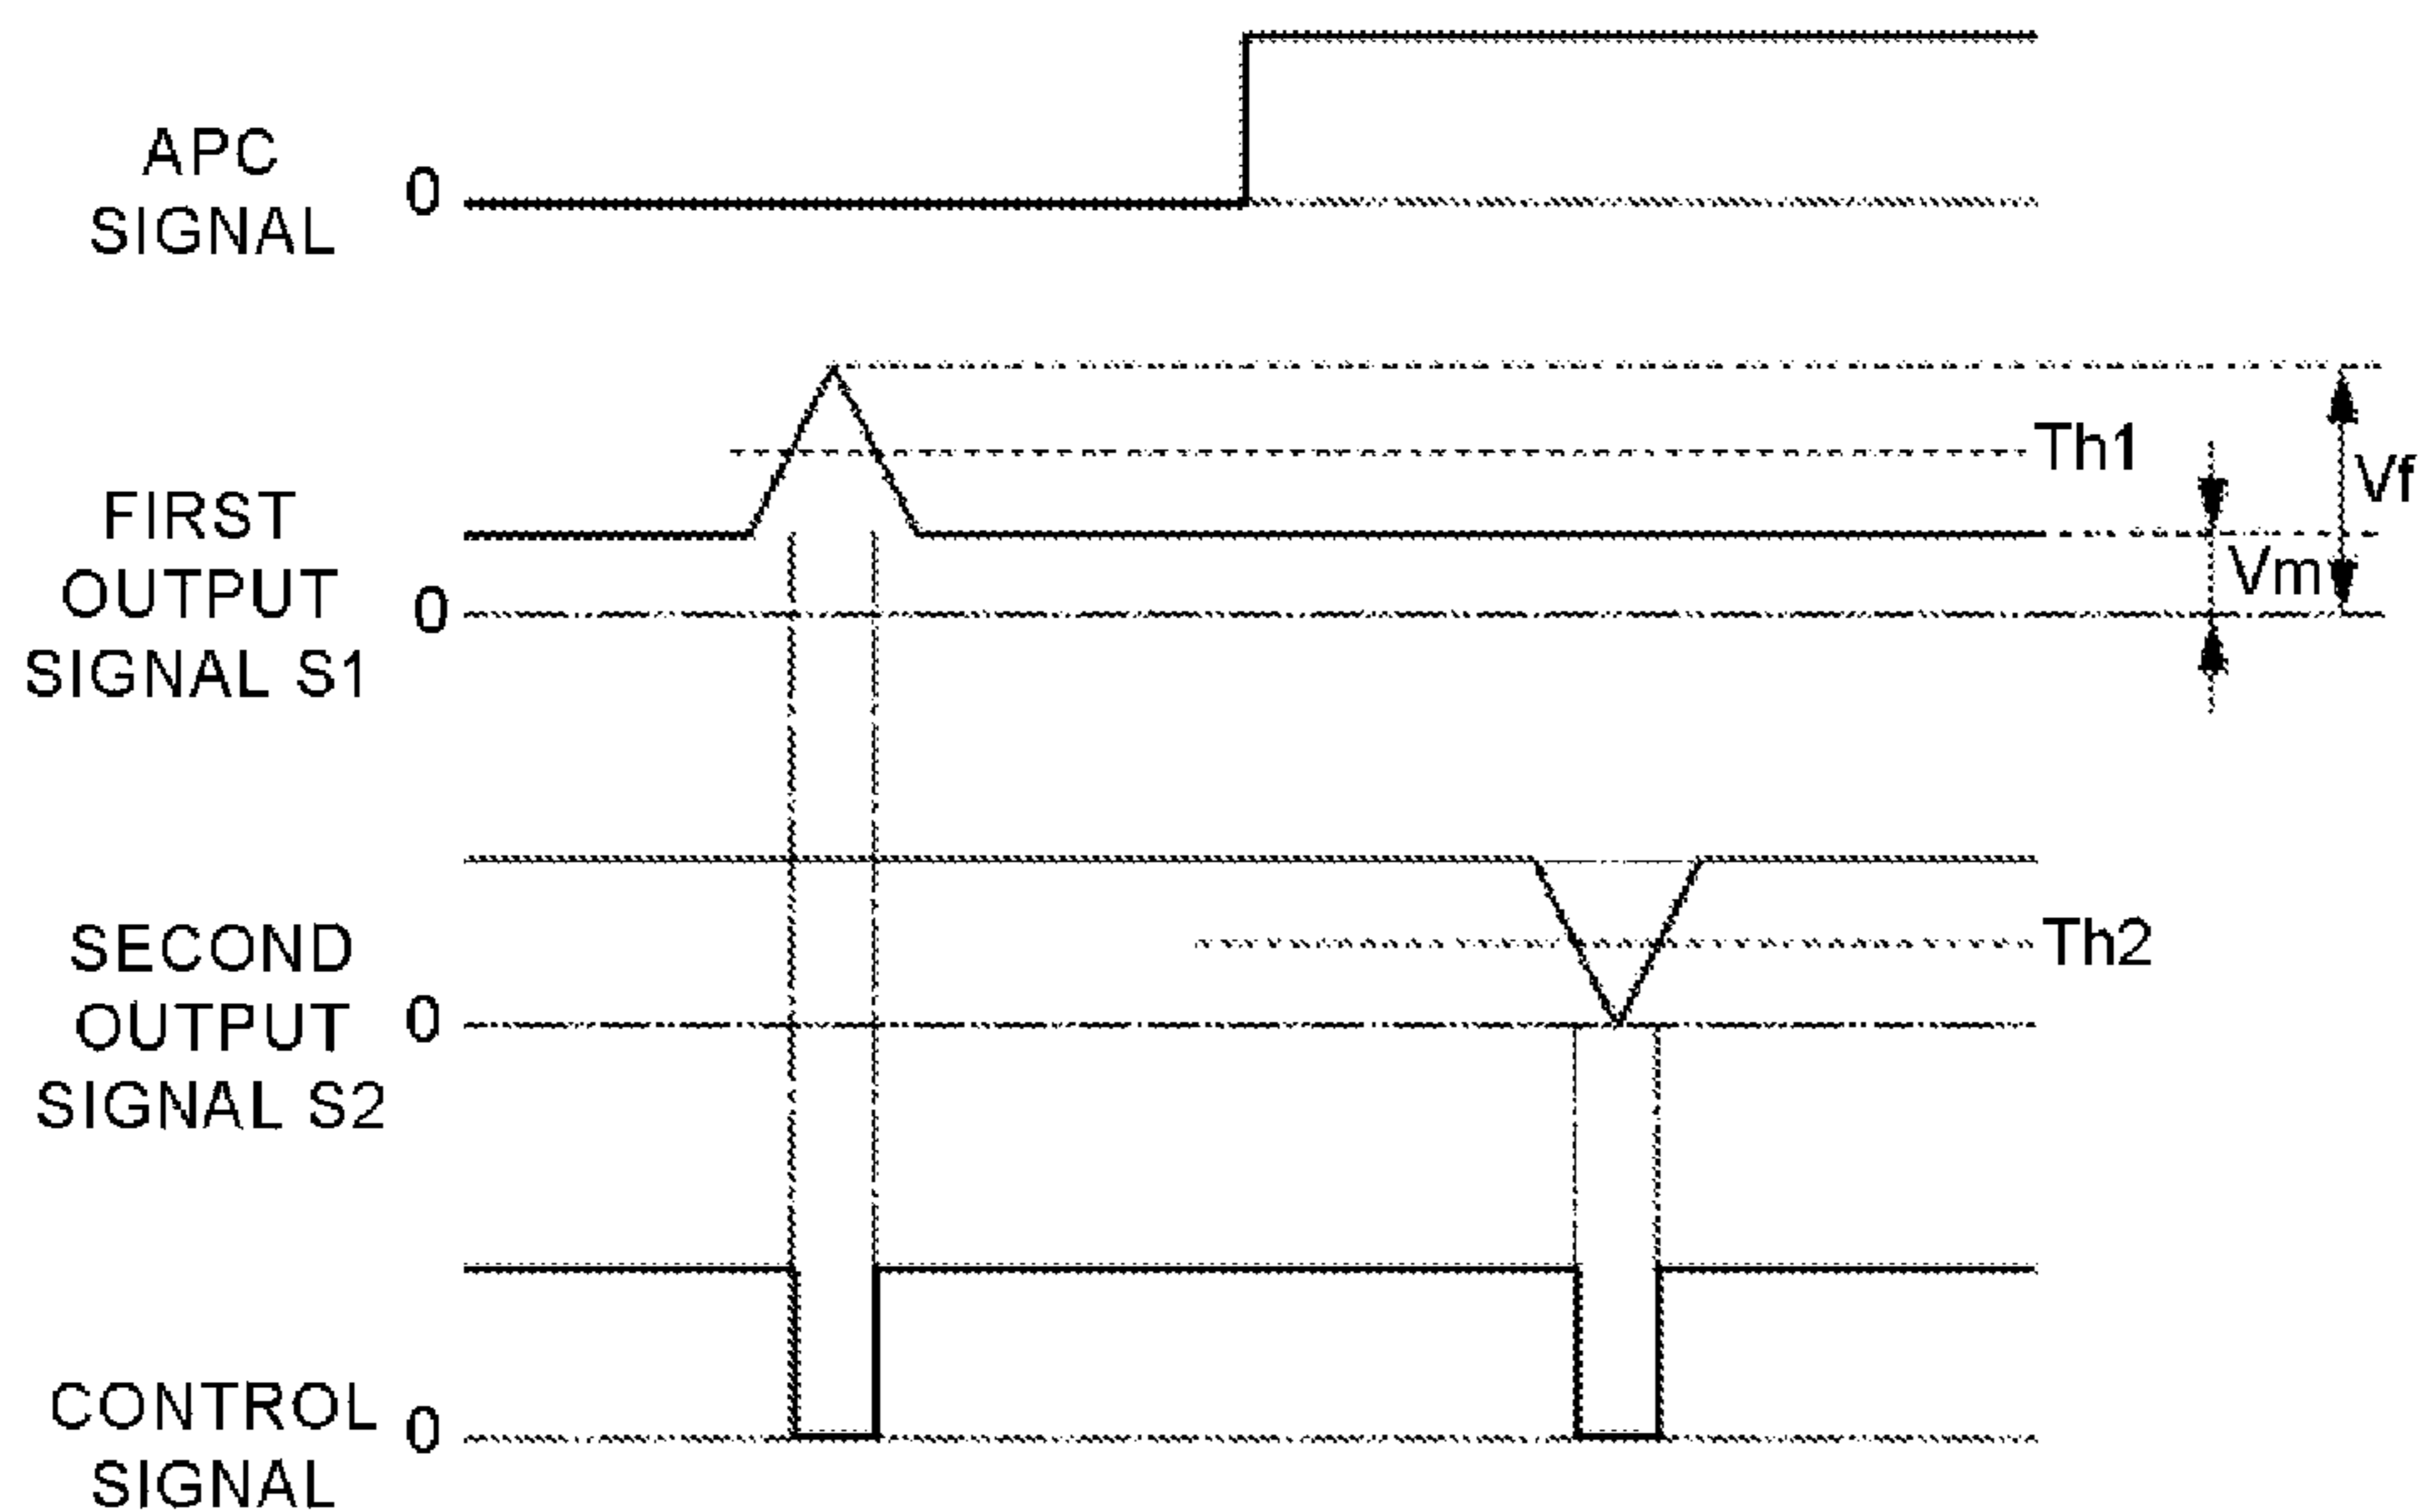 APC
SIGNAL
0
Th1
Vf
FIRST
OUTPUT
SIGNAL S1
0
Vm
SECOND
OUTPUT
SIGNAL S2
0
Th2
CONTROL
SIGNAL
0